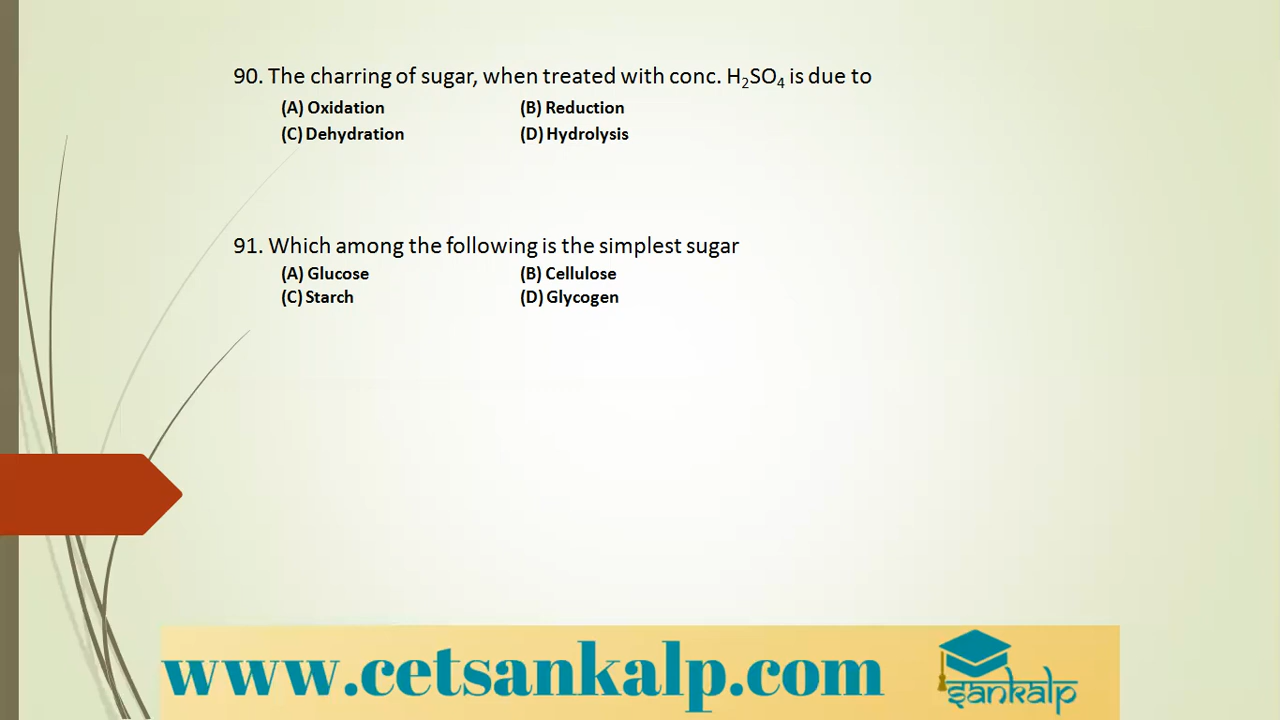 90. The charring of sugar, when treated with conc. H₂SO₄ is due to
(A) Oxidation (B) Reduction
(C) Dehydration (D) Hydrolysis
91. Which among the following is the simplest sugar
(A) Glucose (B) Cellulose
(C) Starch (D) Glycogen
www.cetsankalp.com
sankalp